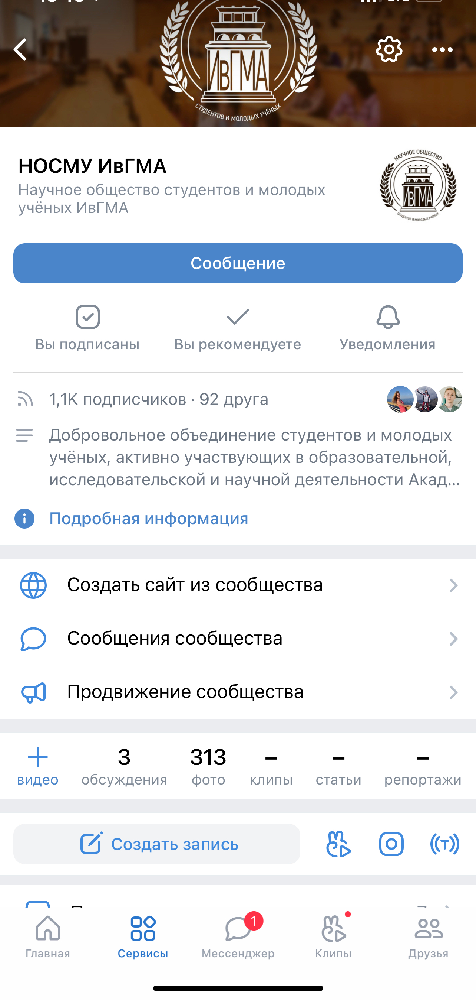 ИвГМА
СТУДЕНТОВ И МОЛОДЫХ УЧЁНЫХ
НОСМУ ИвГМА
Научное общество студентов и молодых
учёных ИвГМА
НАУЧНОЕ ОБЩЕСТВО
ИвГМА
СТУДЕНТОВ И МОЛОДЫХ УЧЁНЫХ
Сообщение
Вы подписаны
Вы рекомендуете
Уведомления
1,1K подписчиков · 92 друга
Добровольное объединение студентов и молодых
учёных, активно участвующих в образовательной,
исследовательской и научной деятельности Акад...
Подробная информация
Создать сайт из сообщества
Сообщения сообщества
Продвижение сообщества
видео
3 обсуждения
313 фото
– клипы
– статьи
– репортажи
Создать запись
Главная
Сервисы
1
Мессенджер
Клипы
Друзья